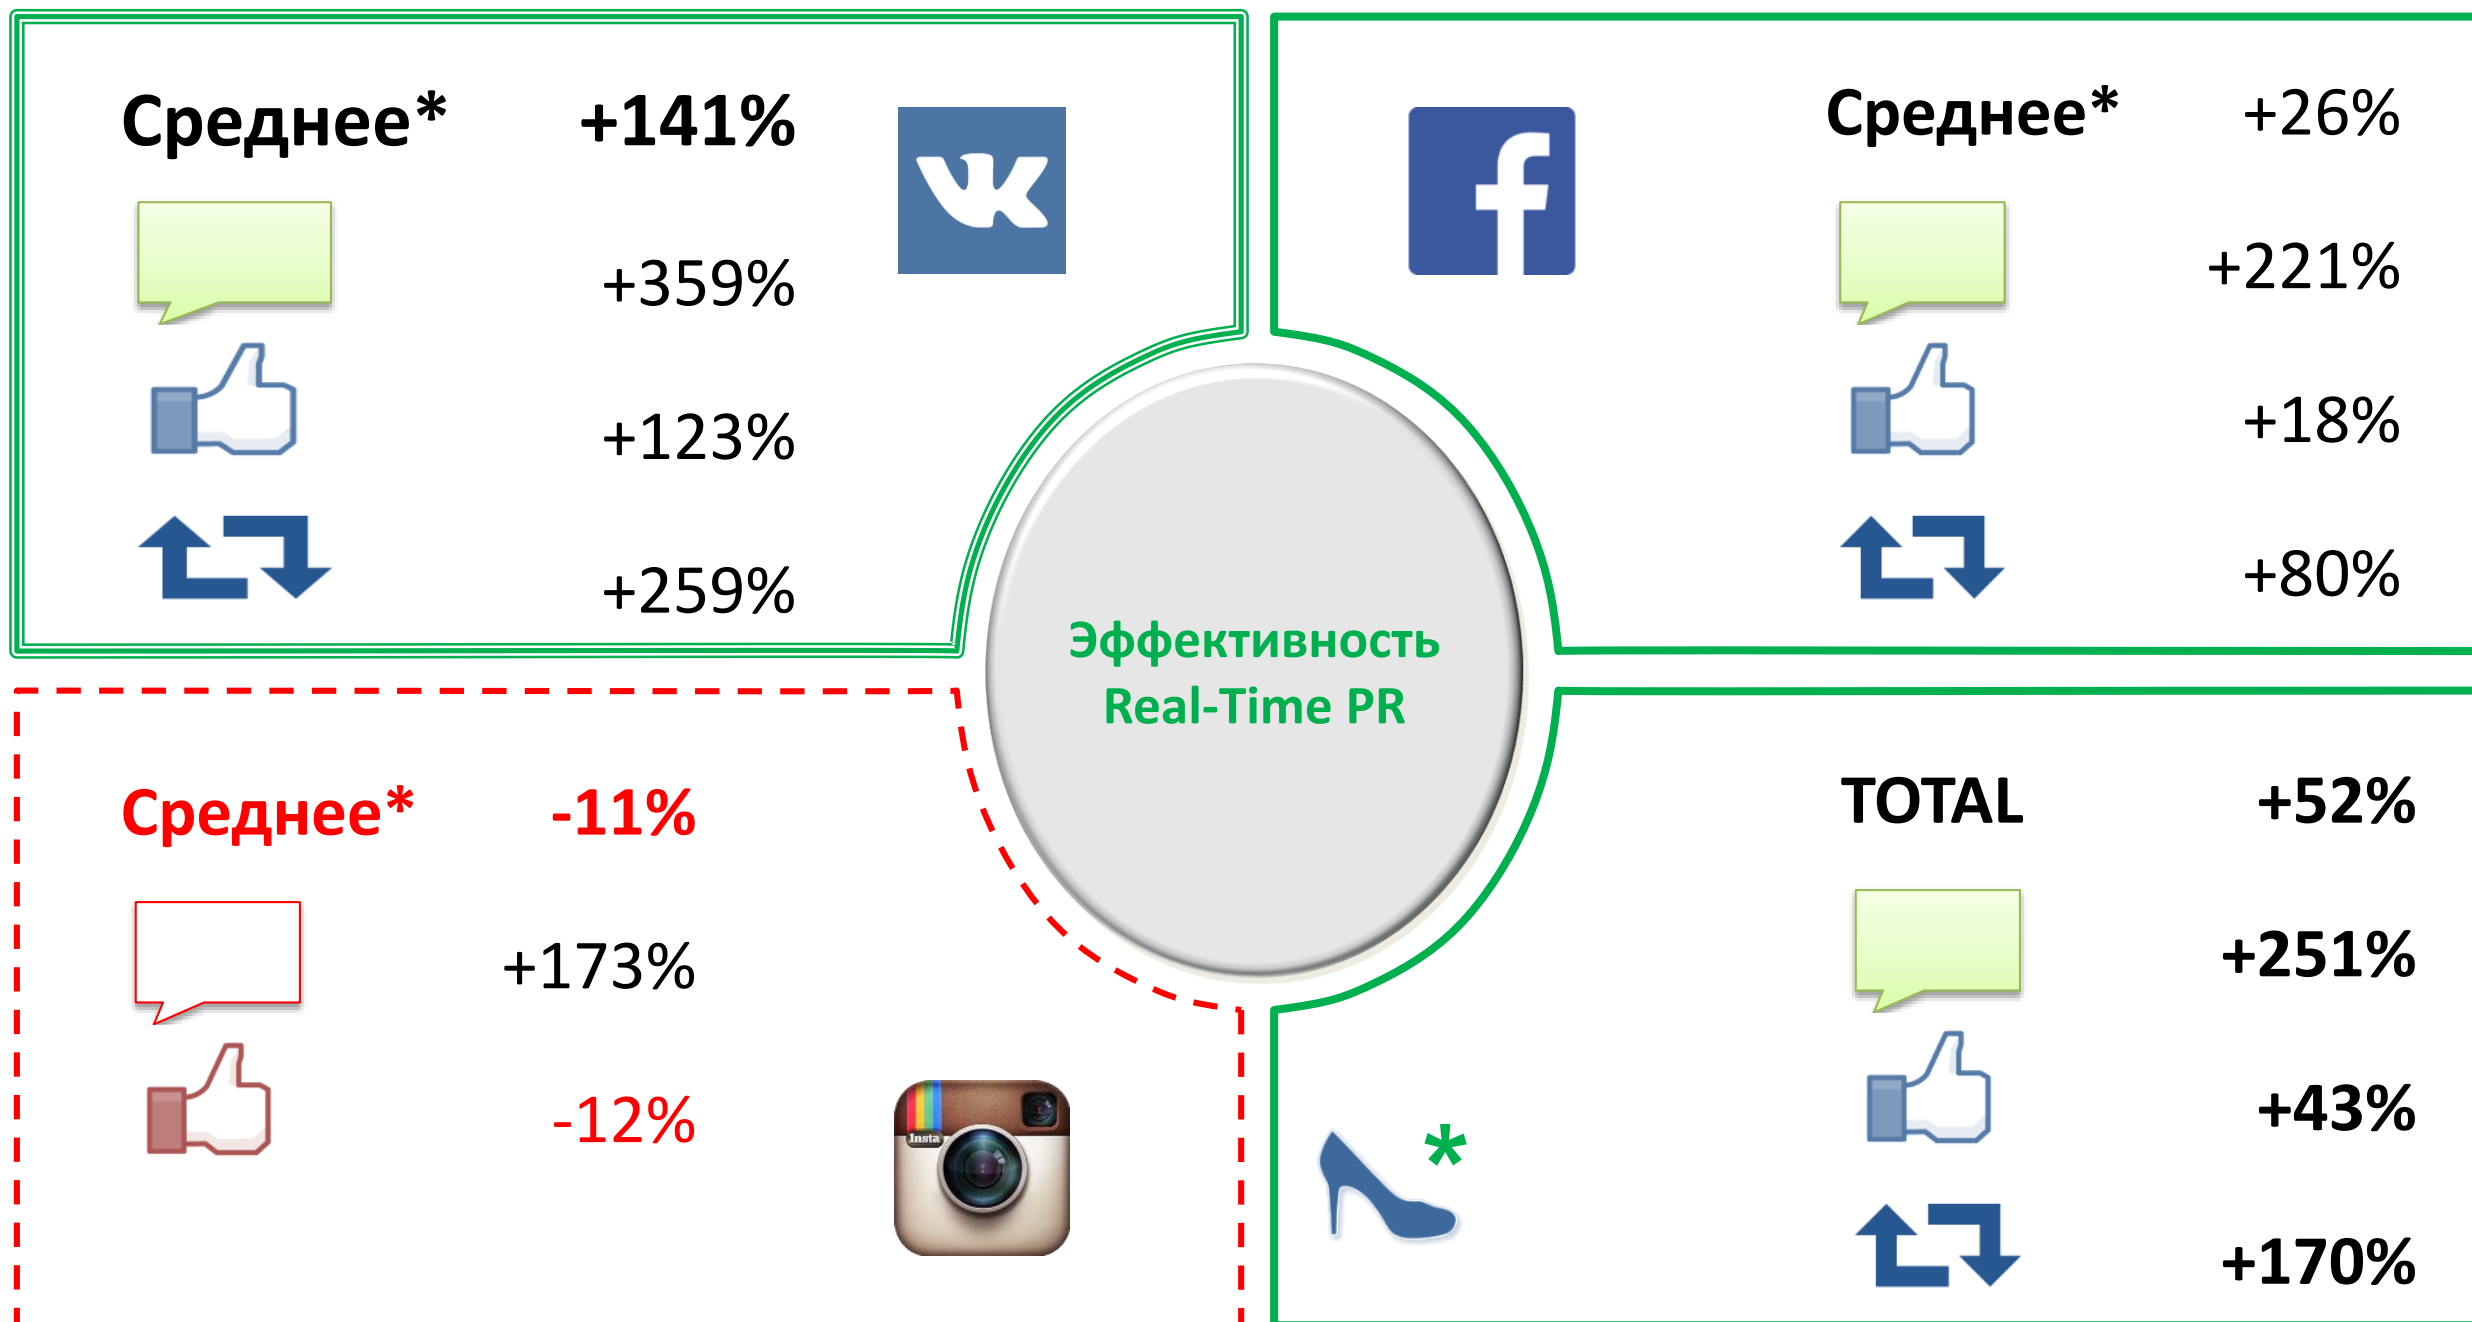 Среднее* +141%
+359%
+123%
+259%
Среднее* +26%
+221%
+18%
+80%
Эффективность
Real-Time PR
Среднее* -11%
+173%
-12%
Insta
TOTAL +52%
+251%
+43%
+170%
*